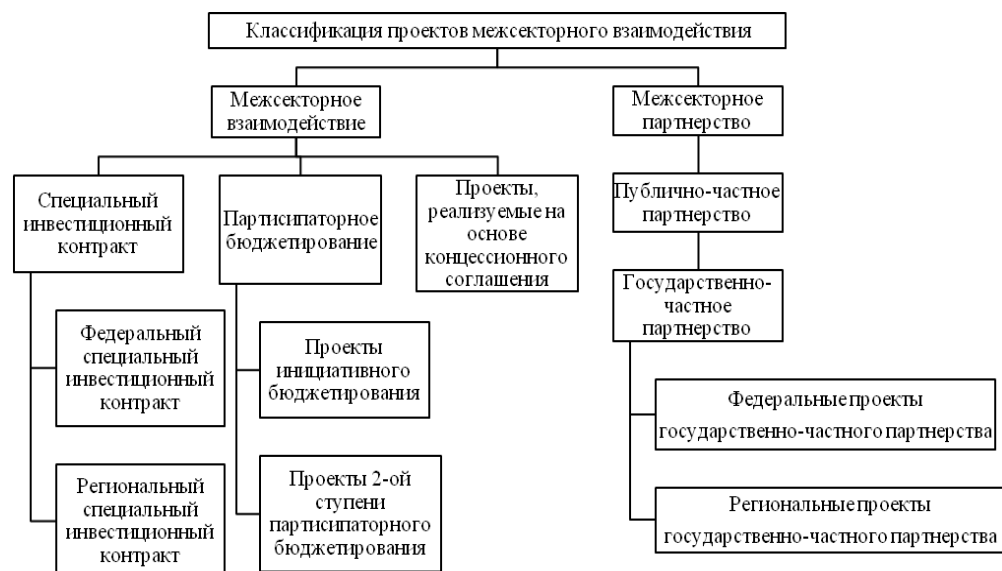 Классификация проектов межсекторного взаимодействия
Межсекторное
взаимодействие
Межсекторное
партнерство
Специальный
инвестиционный
контракт
Партисипаторное
бюджетирование
Проекты,
реализуемые на
основе
концессионного
соглашения
Публично-частное
партнерство
Государственно-
частное
партнерство
Федеральный
специальный
инвестиционный
контракт
Проекты
инициативного
бюджетирования
Федеральные проекты
государственно-частного партнерства
Региональный
специальный
инвестиционный
контракт
Проекты 2-ой
ступени
партисипаторного
бюджетирования
Региональные проекты
государственно-частного партнерства